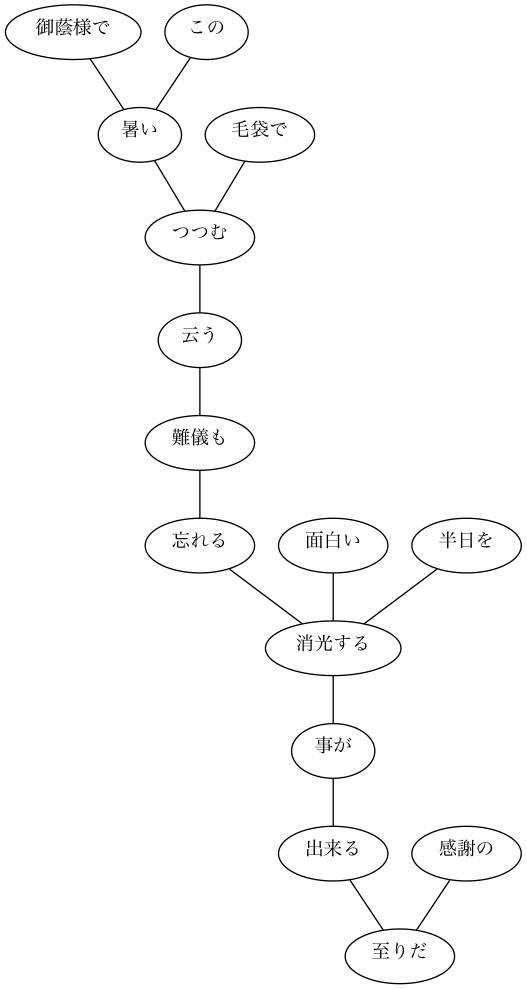 御蔭様で
この
暑い
毛袋で
つつむ
云う
難儀も
忘れる
面白い
半日を
消光する
事が
出来る
感謝の
至りだ